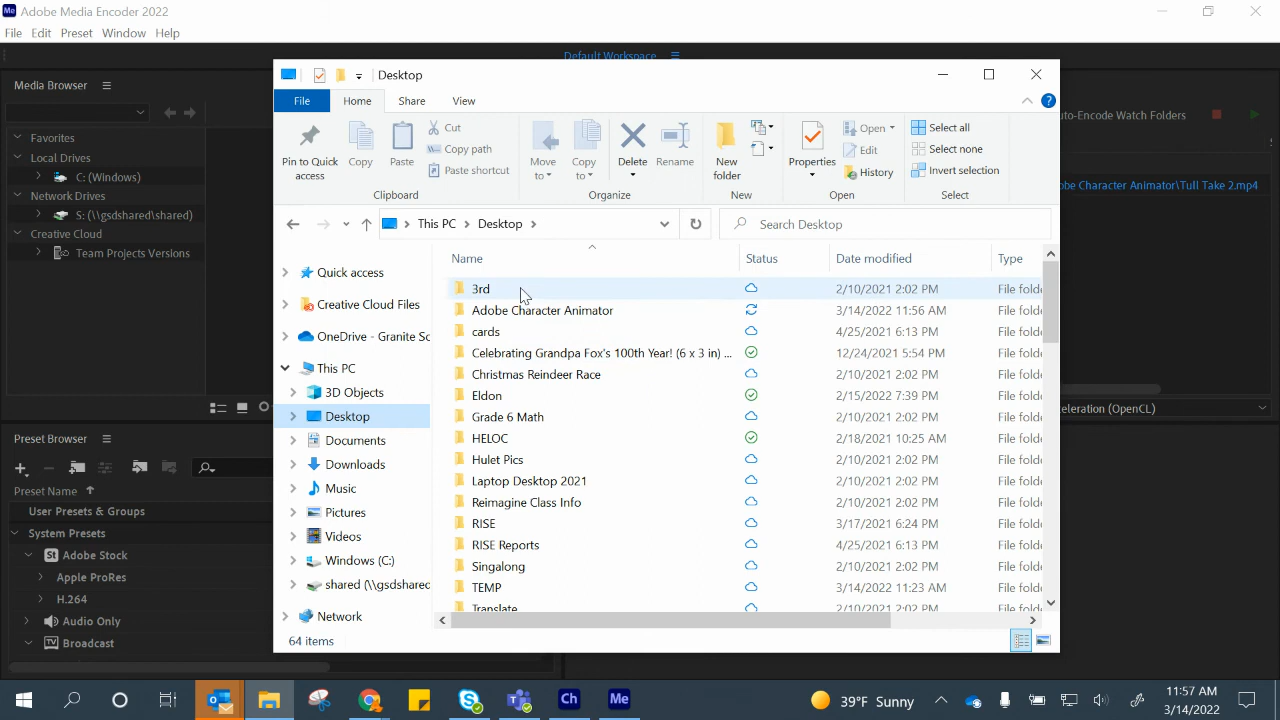 Me Adobe Media Encoder 2022
File Edit Preset Window Help
Default Workspace
Media Browser
Favorites
Local Drives
C: (Windows)
Network Drives
S: (\\gsdshared\shared)
Creative Cloud
Team Projects Versions
uto-Encode Watch Folders
obe Character Animator\Tull Take 2.mp4
eleration (OpenCL)
Preset Browser
Preset Name
User Presets & Groups
System Presets
St Adobe Stock
Apple ProRes
H.264
Audio Only
Broadcast
Desktop
File Home Share View
Pin to Quick access
Copy
Paste
Cut
Copy path
Paste shortcut
Clipboard
Move to
Copy to
Delete
Rename
Organize
New folder
New
Properties
Open
Edit
History
Open
Select all
Select none
Invert selection
Select
This PC Desktop
Search Desktop
Quick access
Creative Cloud Files
OneDrive - Granite Sc
This PC
3D Objects
Desktop
Documents
Downloads
Music
Pictures
Videos
Windows (C:)
shared (\\gsdshared
Network
Name Status Date modified Type
3rd 2/10/2021 2:02 PM File folde
Adobe Character Animator 3/14/2022 11:56 AM File folde
cards 4/25/2021 6:13 PM File folde
Celebrating Grandpa Fox's 100th Year! (6 x 3 in) ... 12/24/2021 5:54 PM File folde
Christmas Reindeer Race 2/10/2021 2:02 PM File folde
Eldon 2/15/2022 7:39 PM File folde
Grade 6 Math 2/10/2021 2:02 PM File folde
HELOC 2/18/2021 10:25 AM File folde
Hulet Pics 2/10/2021 2:02 PM File folde
Laptop Desktop 2021 2/10/2021 2:02 PM File folde
Reimagine Class Info 2/10/2021 2:02 PM File folde
RISE 3/17/2021 6:24 PM File folde
RISE Reports 4/25/2021 6:13 PM File folde
Singalong 2/10/2021 2:02 PM File folde
TEMP 3/14/2022 11:23 AM File folde
Translate 2/10/2021 2:02 PM File folde
64 items
Ch Me
39°F Sunny
11:57 AM
3/14/2022